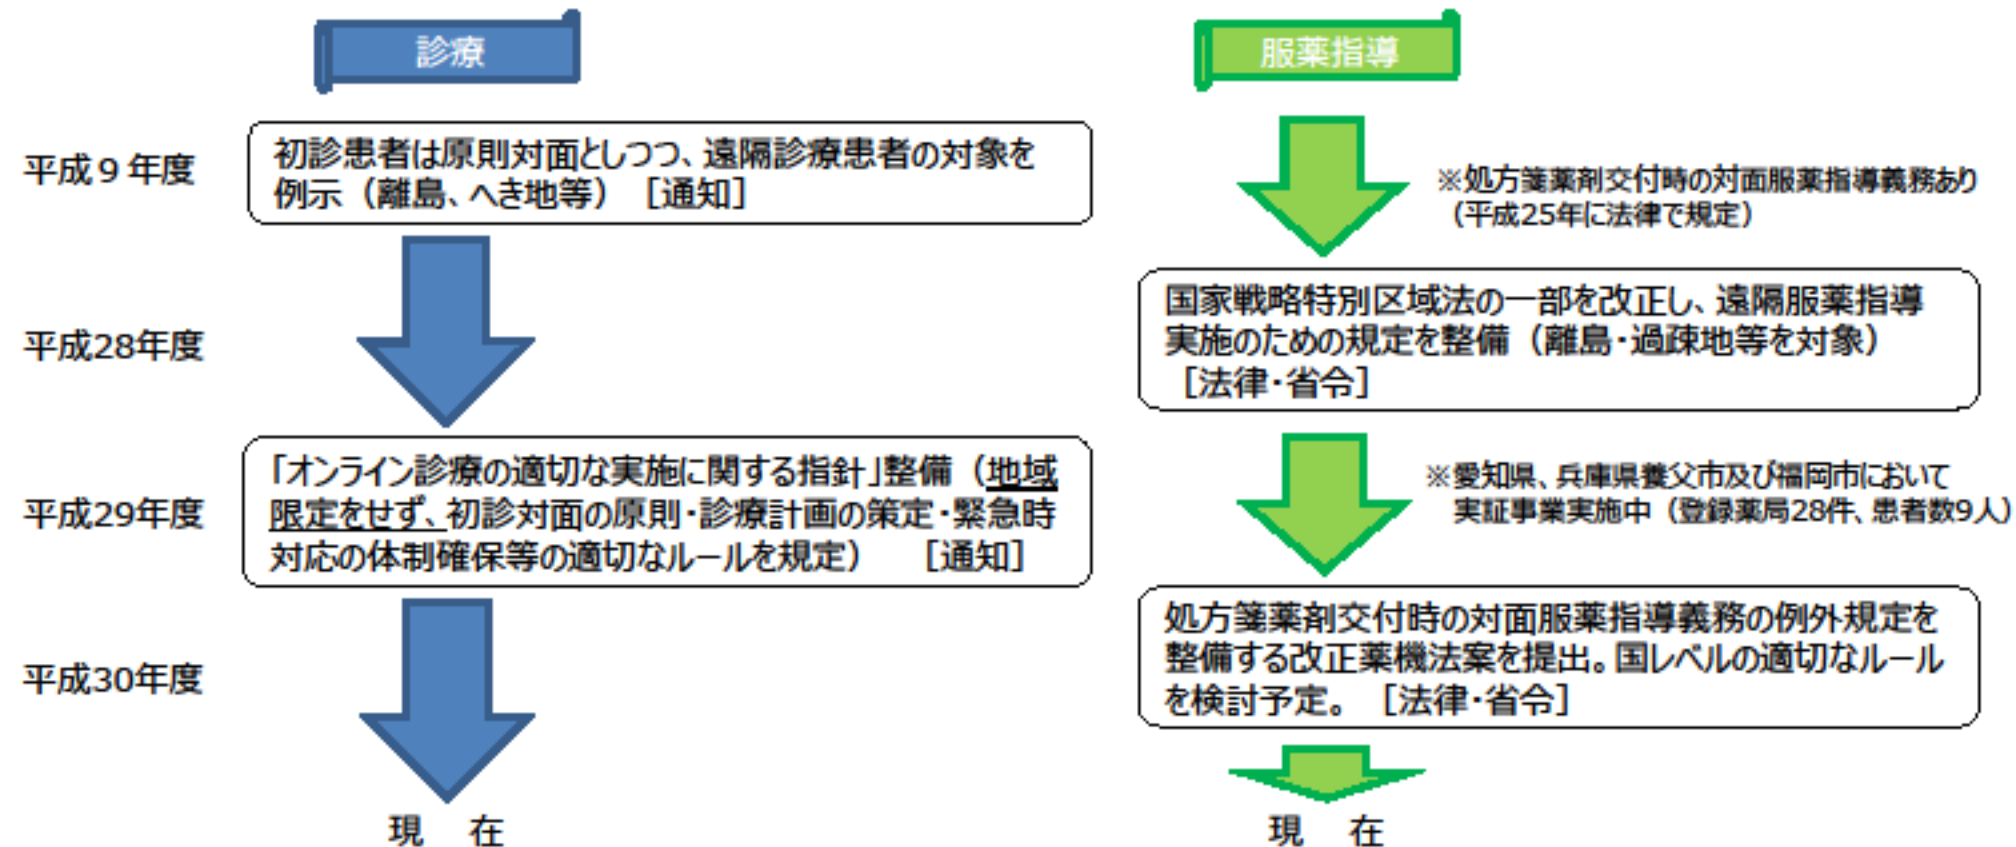 診療
服薬指導
平成９年度
初診患者は原則対面としつつ、遠隔診療患者の対象を
例示（離島、へき地等）［通知］
※処方箋薬剤交付時の対面服薬指導義務あり
（平成25年に法律で規定）
平成28年度
国家戦略特別区域法の一部を改正し、遠隔服薬指導
実施のための規定を整備（離島・過疎地等を対象）
［法律・省令］
平成29年度
「オンライン診療の適切な実施に関する指針」整備（地域
限定をせず、初診対面の原則・診療計画の策定・緊急時
対応の体制確保等の適切なルールを規定）　［通知］
※愛知県、兵庫県養父市及び福岡市において
実証事業実施中（登録薬局28件、患者数9人）
平成30年度
処方箋薬剤交付時の対面服薬指導義務の例外規定を
整備する改正薬機法案を提出。国レベルの適切なルール
を検討予定。［法律・省令］
現　在
現　在